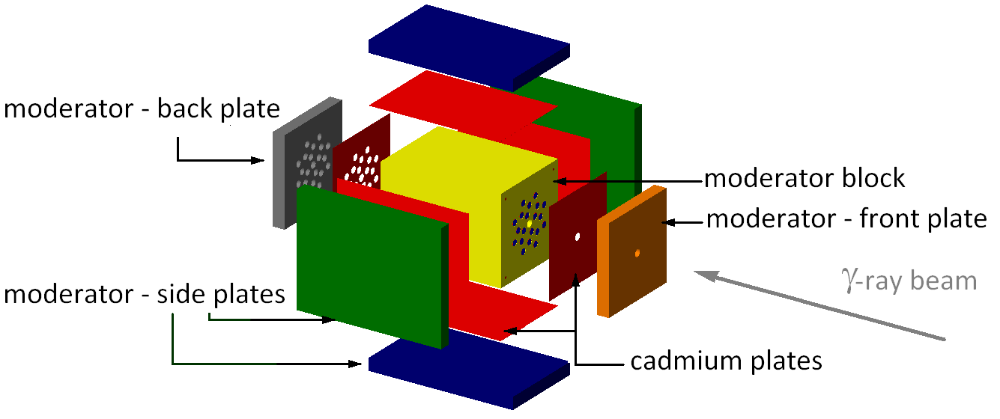 moderator - back plate
moderator block
moderator - front plate
γ-ray beam
moderator - side plates
cadmium plates